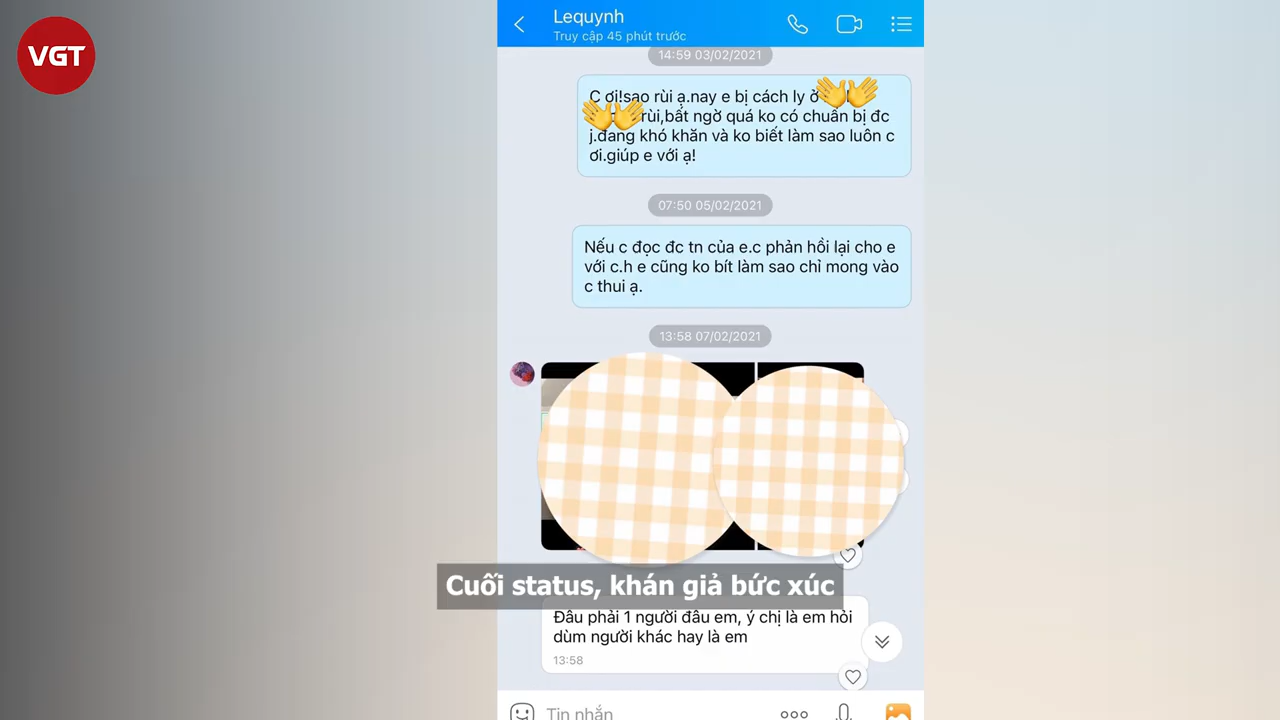 VGT
Lequynh
Truy cập 45 phút trước
14:59 03/02/2021
C ơi!sao rùi ạ.nay e bị cách ly ở
rùi,bất ngờ quá ko có chuẩn bị đc
j.đang khó khăn và ko biết làm sao luôn c
ơi.giúp e với ạ!
07:50 05/02/2021
Nếu c đọc đc tn của e.c phản hồi lại cho e
với c.h e cũng ko bít làm sao chỉ mong vào
c thui ạ.
13:58 07/02/2021
Cuối status, khán giả bức xúc
Đâu phải 1 người đâu em, ý chị là em hỏi
dùm người khác hay là em
13:58
Tin nhắn